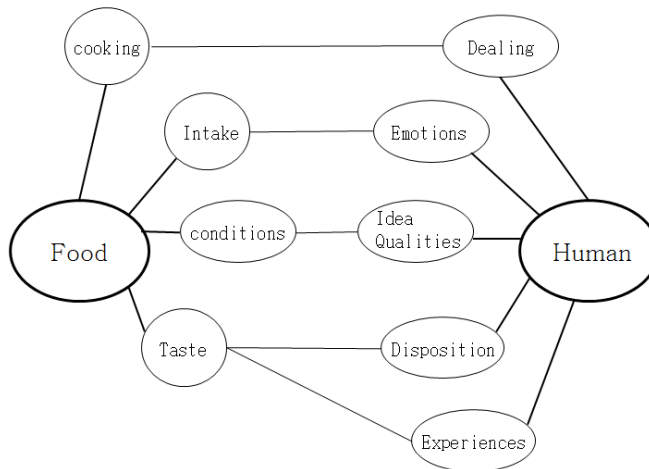 cooking
Dealing
Intake
Emotions
conditions
Idea
Qualities
Food
Human
Taste
Disposition
Experiences